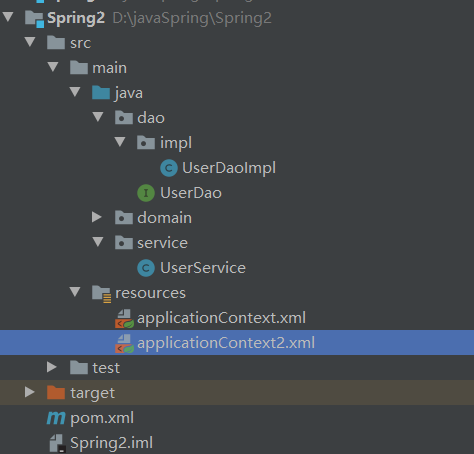 Spring2 D:\javaSpring\Spring2
src
main
java
dao
impl
C UserDaoImpl
I UserDao
domain
service
C UserService
resources
applicationContext.xml
applicationContext2.xml
test
target
m pom.xml
Spring2.iml